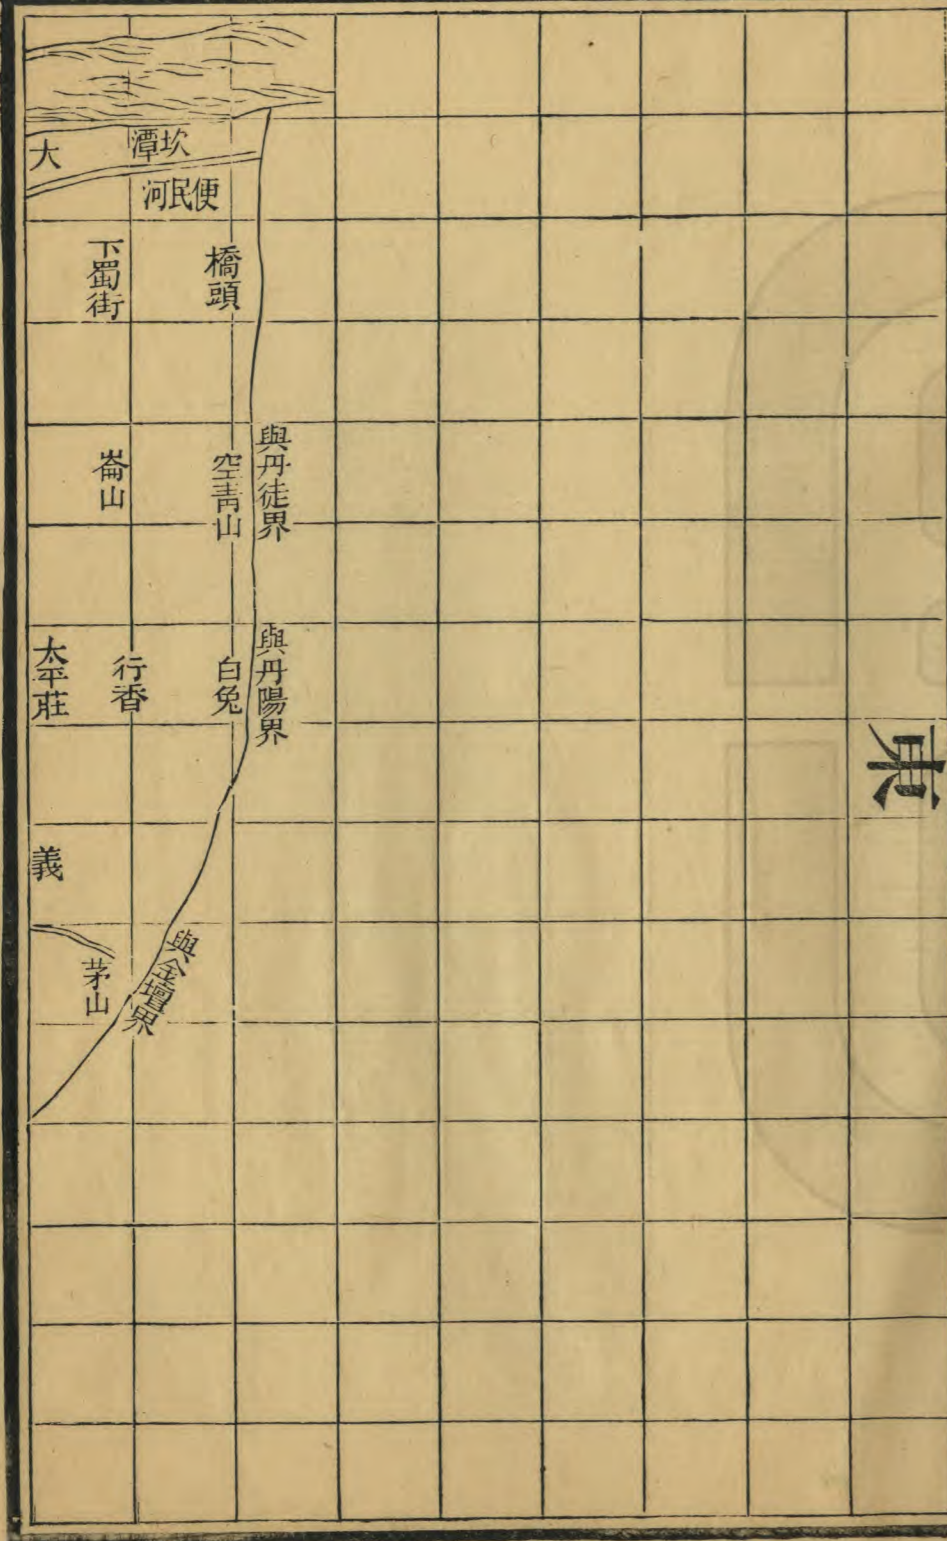 大
坎潭
便民河
下蜀街
橋頭
崙山
空青山
與丹徒界
太平莊
行香
白兔
與丹陽界
東
義
茅山
與金壇界